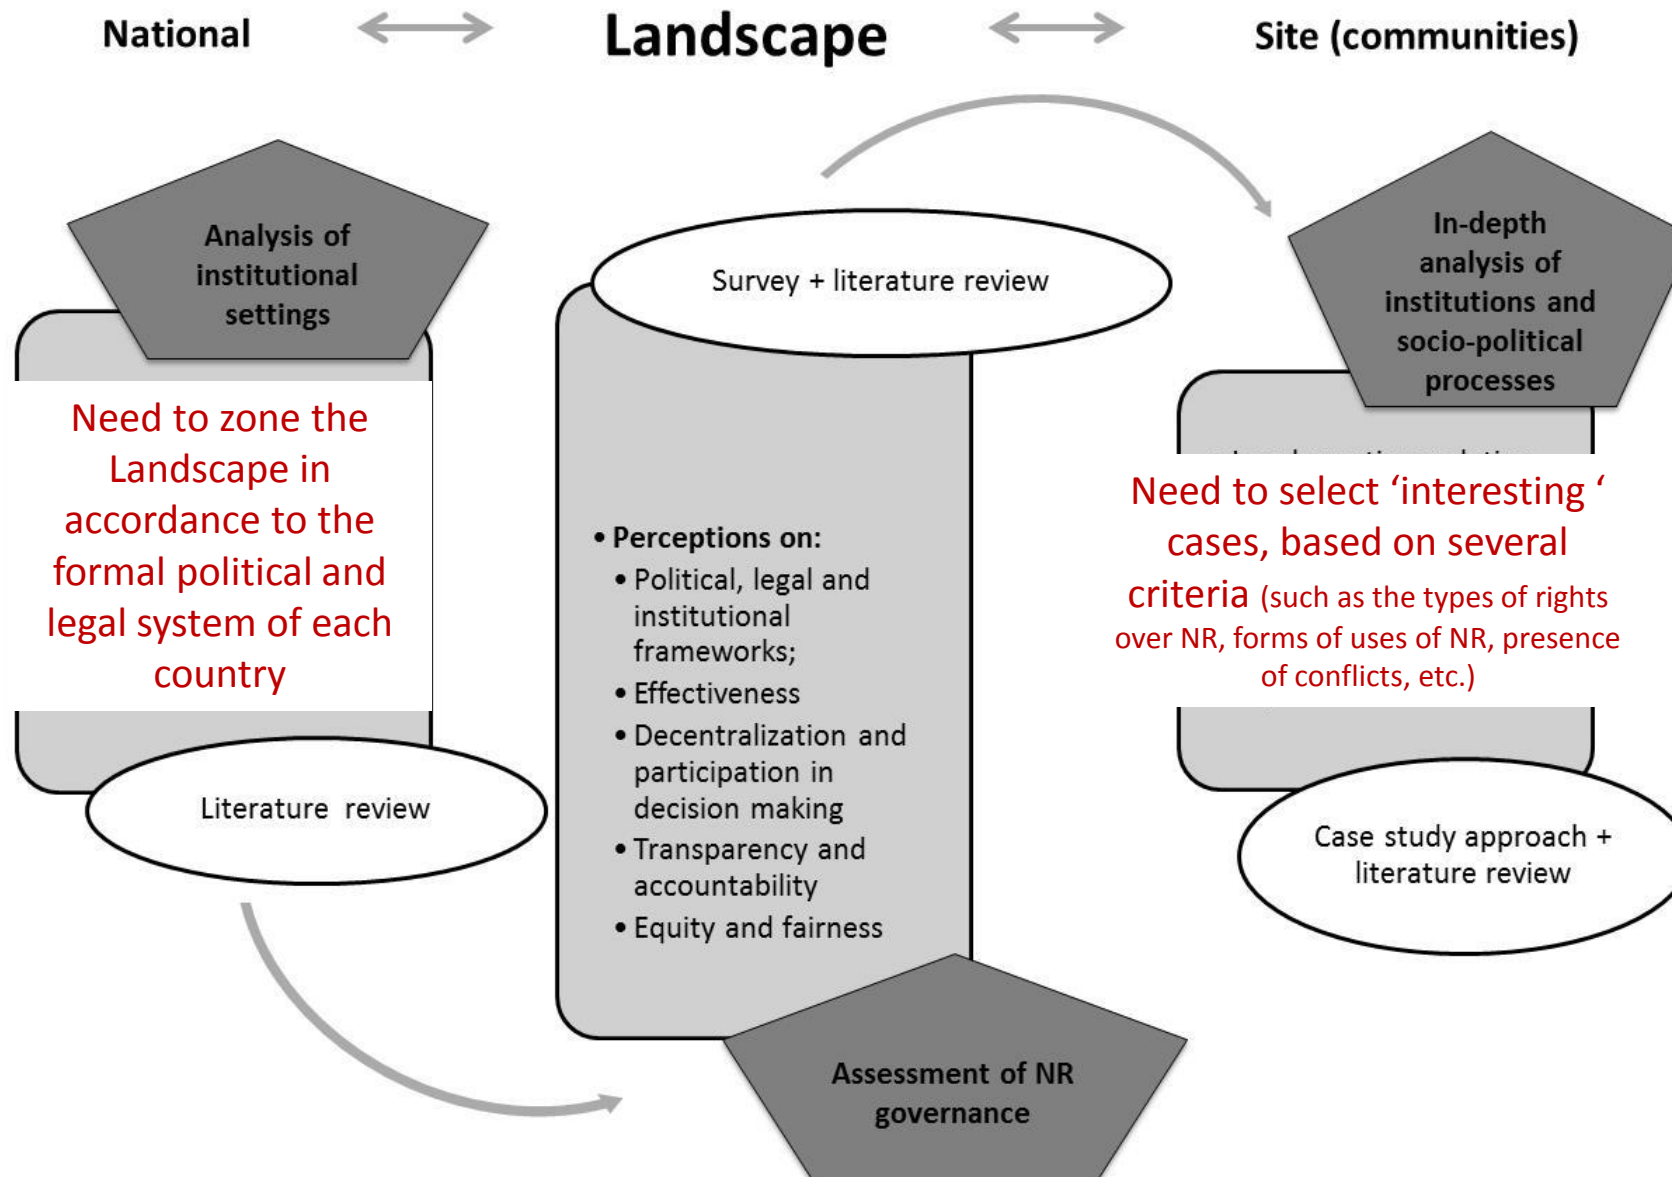 National
Landscape
Site (communities)
Analysis of
institutional
settings
Need to zone the
Landscape in
accordance to the
formal political and
legal system of each
country
Literature review
Survey + literature review
• Perceptions on:
• Political, legal and
institutional
frameworks;
• Effectiveness
• Decentralization and
participation in
decision making
• Transparency and
accountability
• Equity and fairness
Assessment of NR
governance
In-depth
analysis of
institutions and
socio-political
processes
Need to select ‘interesting ‘
cases, based on several
criteria (such as the types of rights
over NR, forms of uses of NR, presence
of conflicts, etc.)
Case study approach +
literature review